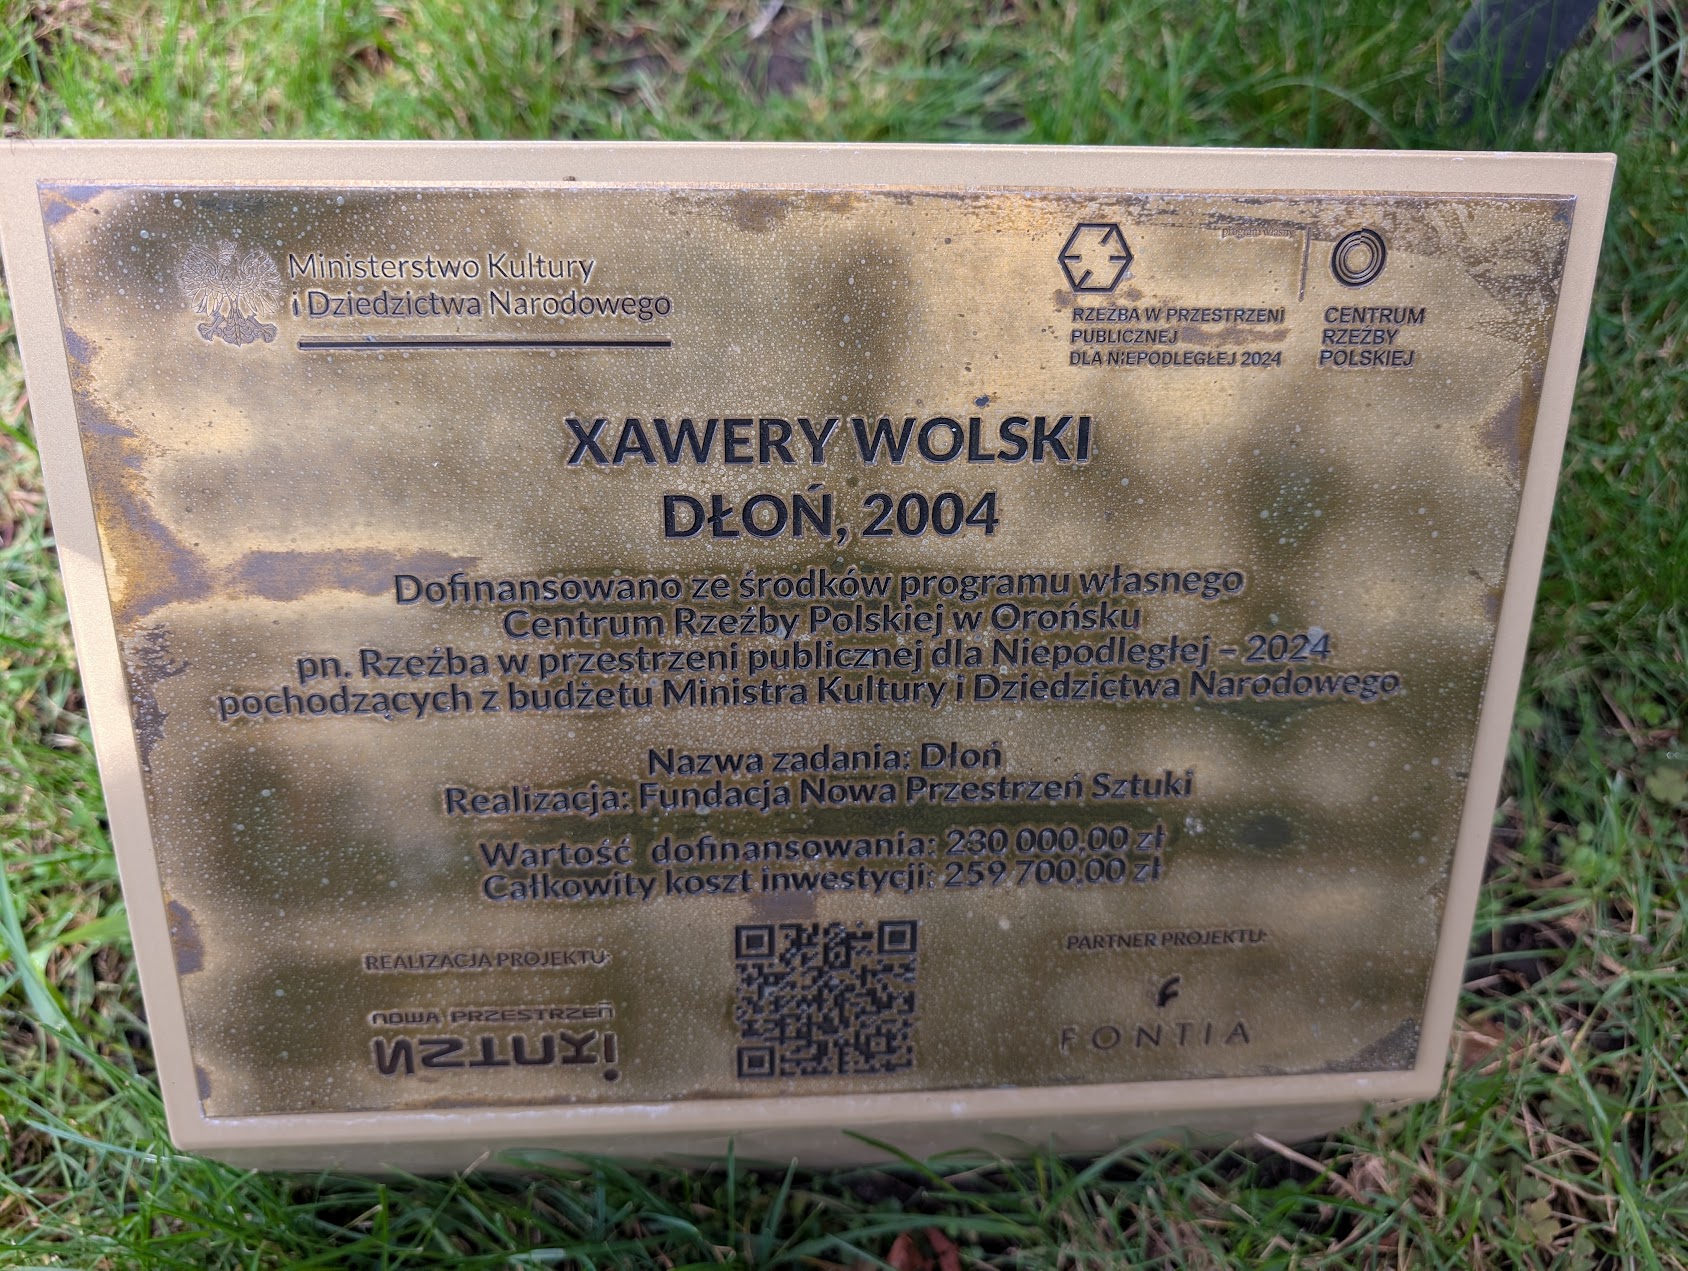 Ministerstwo Kultury
i Dziedzictwa Narodowego
program własny
RZEŹBA W PRZESTRZENI
PUBLICZNEJ
DLA NIEPODLEGŁEJ 2024
CENTRUM
RZEŹBY
POLSKIEJ
XAWERY WOLSKI
DŁOŃ, 2004
Dofinansowano ze środków programu własnego
Centrum Rzeźby Polskiej w Orońsku
pn. Rzeźba w przestrzeni publicznej dla Niepodległej – 2024
pochodzących z budżetu Ministra Kultury i Dziedzictwa Narodowego
Nazwa zadania: Dłoń
Realizacja: Fundacja Nowa Przestrzeń Sztuki
Wartość dofinansowania: 230 000,00 zł
Całkowity koszt inwestycji: 259 700,00 zł
REALIZACJA PROJEKTU:
NOWA PRZESTRZEŃ
SZTUKI
PARTNER PROJEKTU:
FONTIA